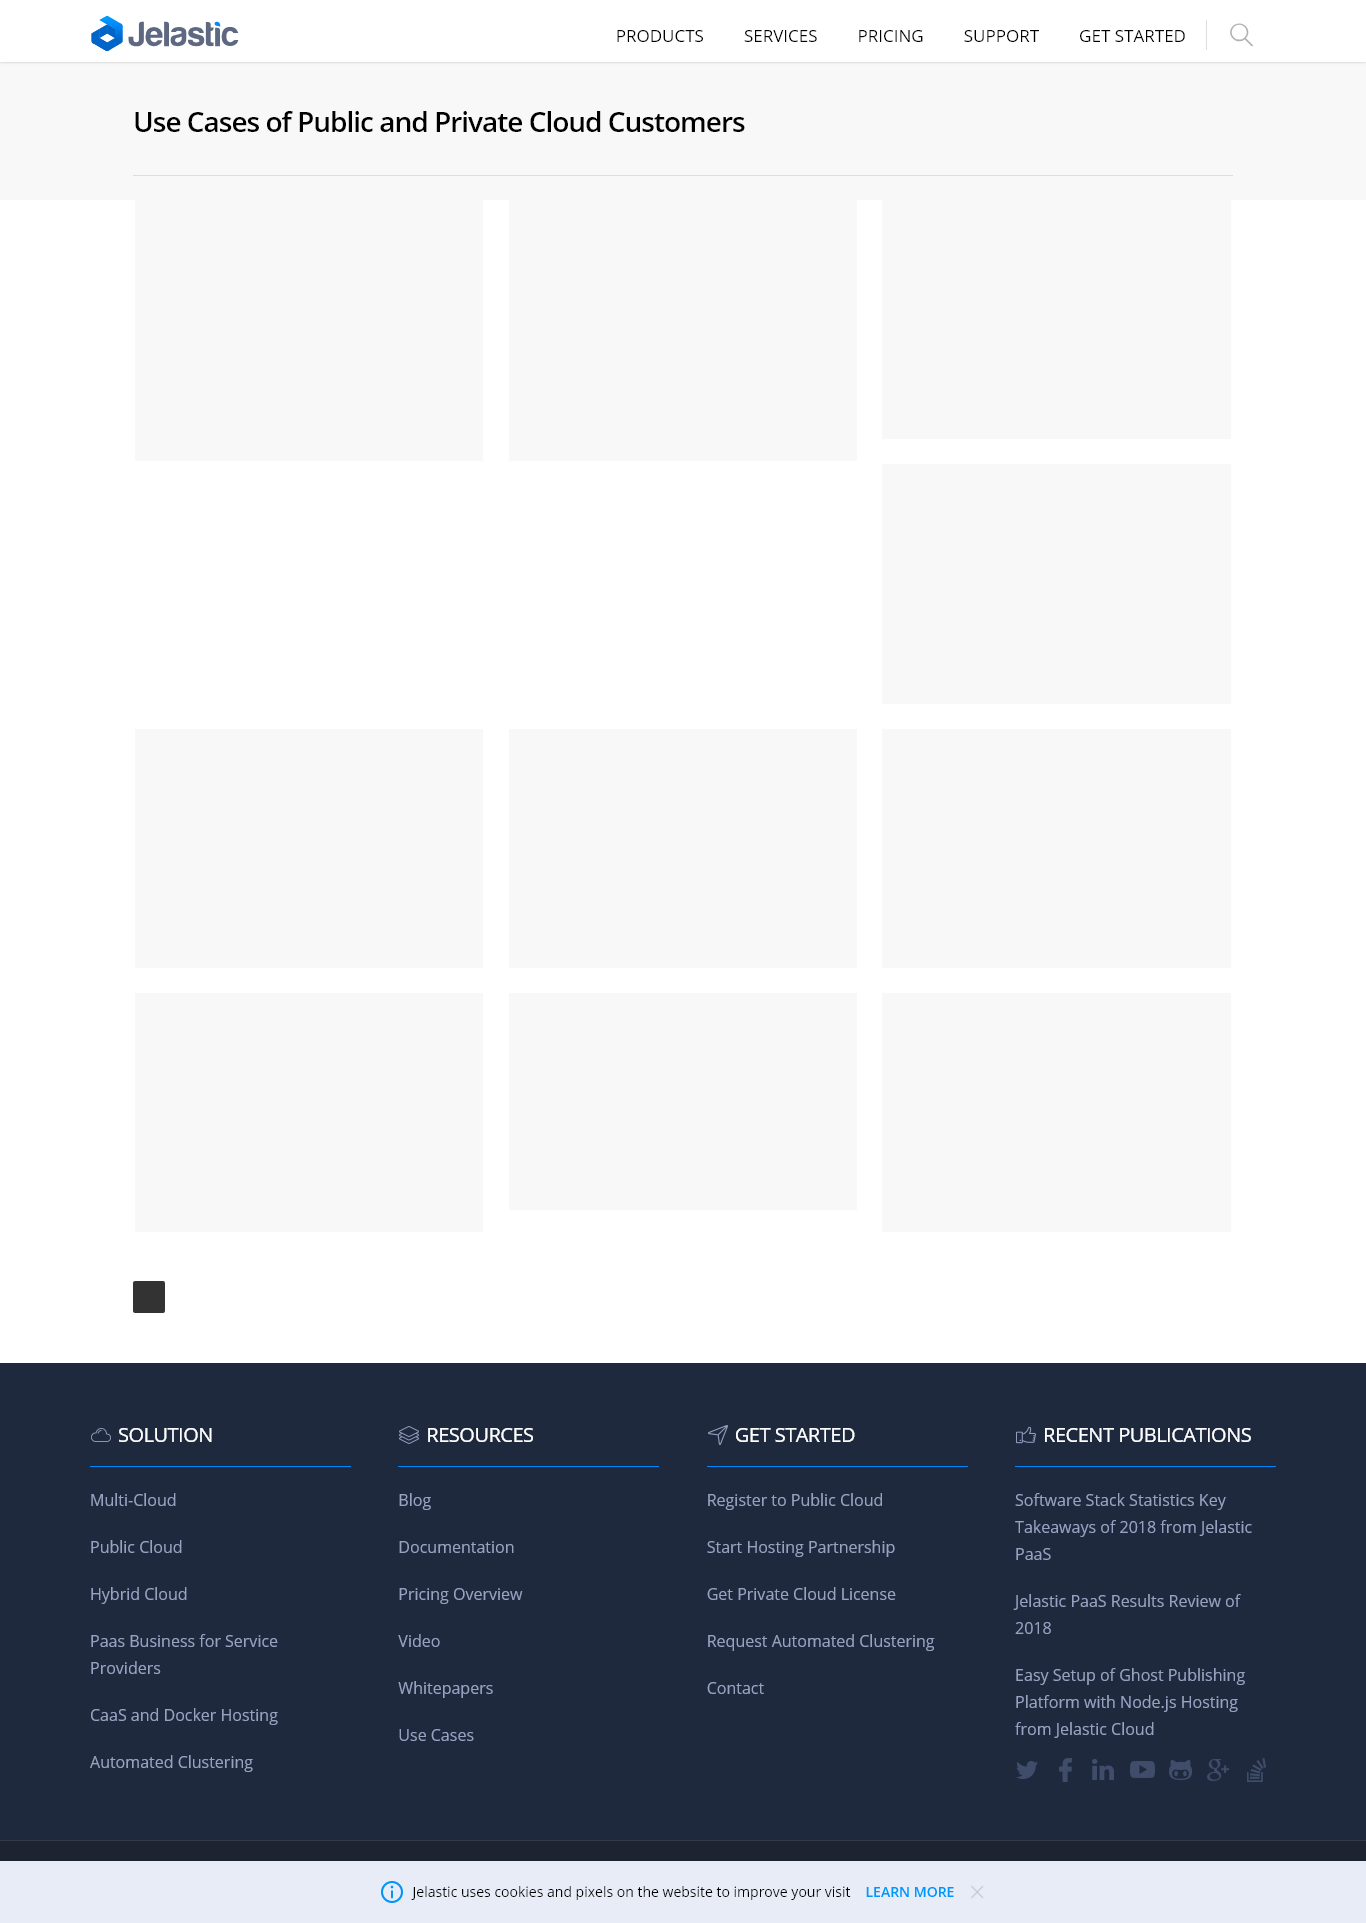 Jelastic
PRODUCTS
SERVICES
PRICING
SUPPORT
GET STARTED
Use Cases of Public and Private Cloud Customers
SOLUTION
Multi-Cloud
Public Cloud
Hybrid Cloud
Paas Business for Service
Providers
CaaS and Docker Hosting
Automated Clustering
RESOURCES
Blog
Documentation
Pricing Overview
Video
Whitepapers
Use Cases
GET STARTED
Register to Public Cloud
Start Hosting Partnership
Get Private Cloud License
Request Automated Clustering
Contact
RECENT PUBLICATIONS
Software Stack Statistics Key
Takeaways of 2018 from Jelastic
PaaS
Jelastic PaaS Results Review of
2018
Easy Setup of Ghost Publishing
Platform with Node.js Hosting
from Jelastic Cloud
Jelastic uses cookies and pixels on the website to improve your visit LEARN MORE